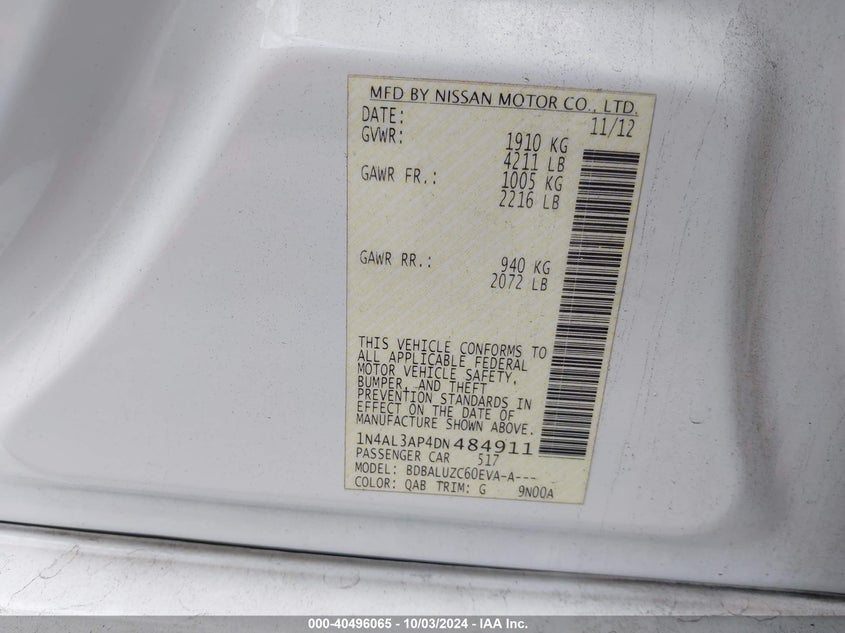 MFD BY NISSAN MOTOR CO., LTD.
DATE: 11/12
GVWR: 1910 KG
4211 LB
GAWR FR.: 1005 KG
2216 LB
GAWR RR.: 940 KG
2072 LB
THIS VEHICLE CONFORMS TO
ALL APPLICABLE FEDERAL
MOTOR VEHICLE SAFETY,
BUMPER, AND THEFT
PREVENTION STANDARDS IN
EFFECT ON THE DATE OF
MANUFACTURE SHOWN ABOVE.
1N4AL3AP4DN484911
PASSENGER CAR 517
MODEL: BDBALUZC60EVA-A---
COLOR: QAB TRIM: G 9N00A
000-40496065 - 10/03/2024 - IAA Inc.